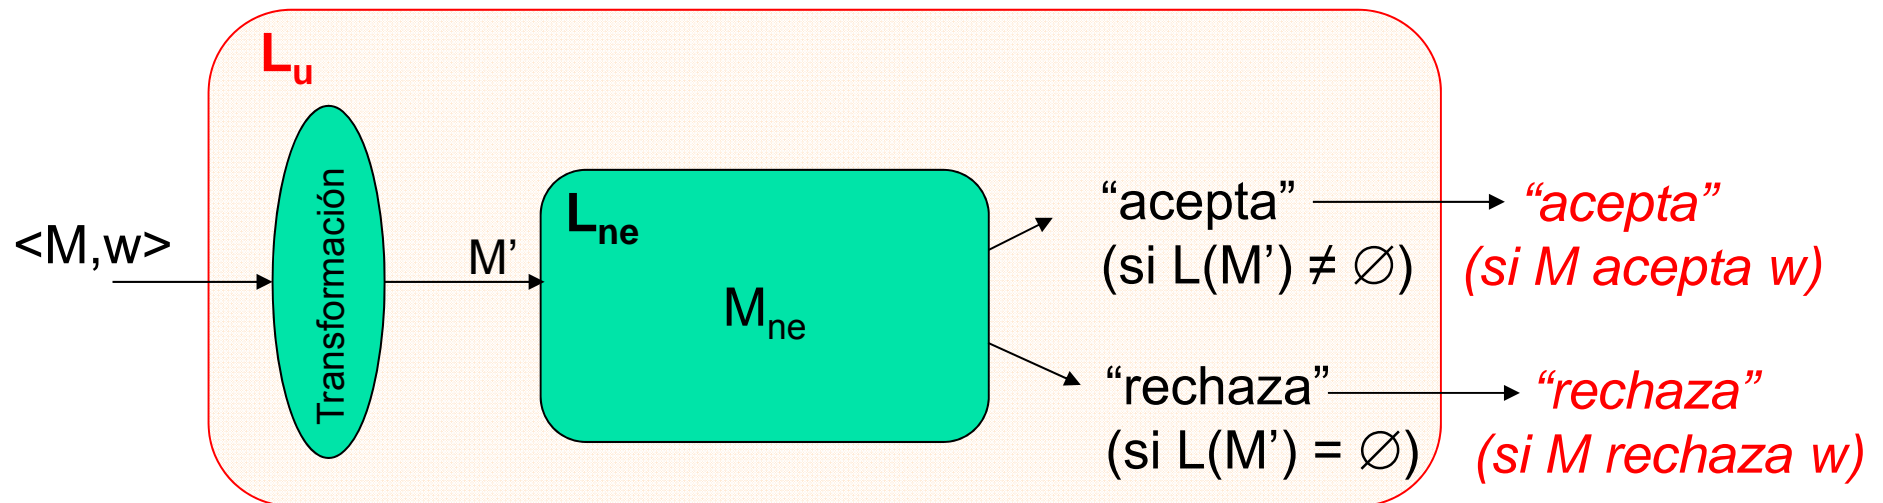 Lu
<M,w>
Transformación
M’
Lne
Mne
“acepta”
(si L(M’) ≠ ∅)
“acepta”
(si M acepta w)
“rechaza”
(si L(M’) = ∅)
“rechaza”
(si M rechaza w)